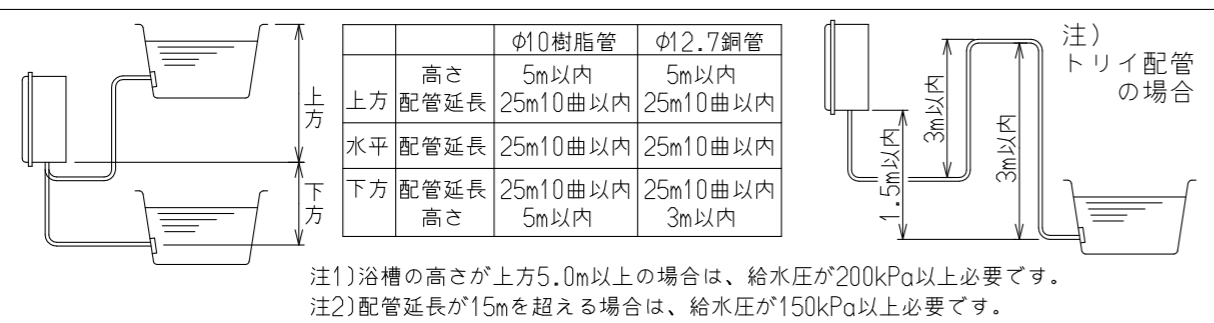 上方
下方
φ10樹脂管 φ12.7銅管
上方 高さ 5m以内 5m以内
配管延長 25m10曲以内 25m10曲以内
水平 配管延長 25m10曲以内 25m10曲以内
下方 配管延長 25m10曲以内 25m10曲以内
高さ 5m以内 3m以内
注)
トリイ配管
の場合
1.5m以内
3m以内
3m以内
注1)浴槽の高さが上方5.0m以上の場合は、給水圧が200kPa以上必要です。
注2)配管延長が15mを超える場合は、給水圧が150kPa以上必要です。